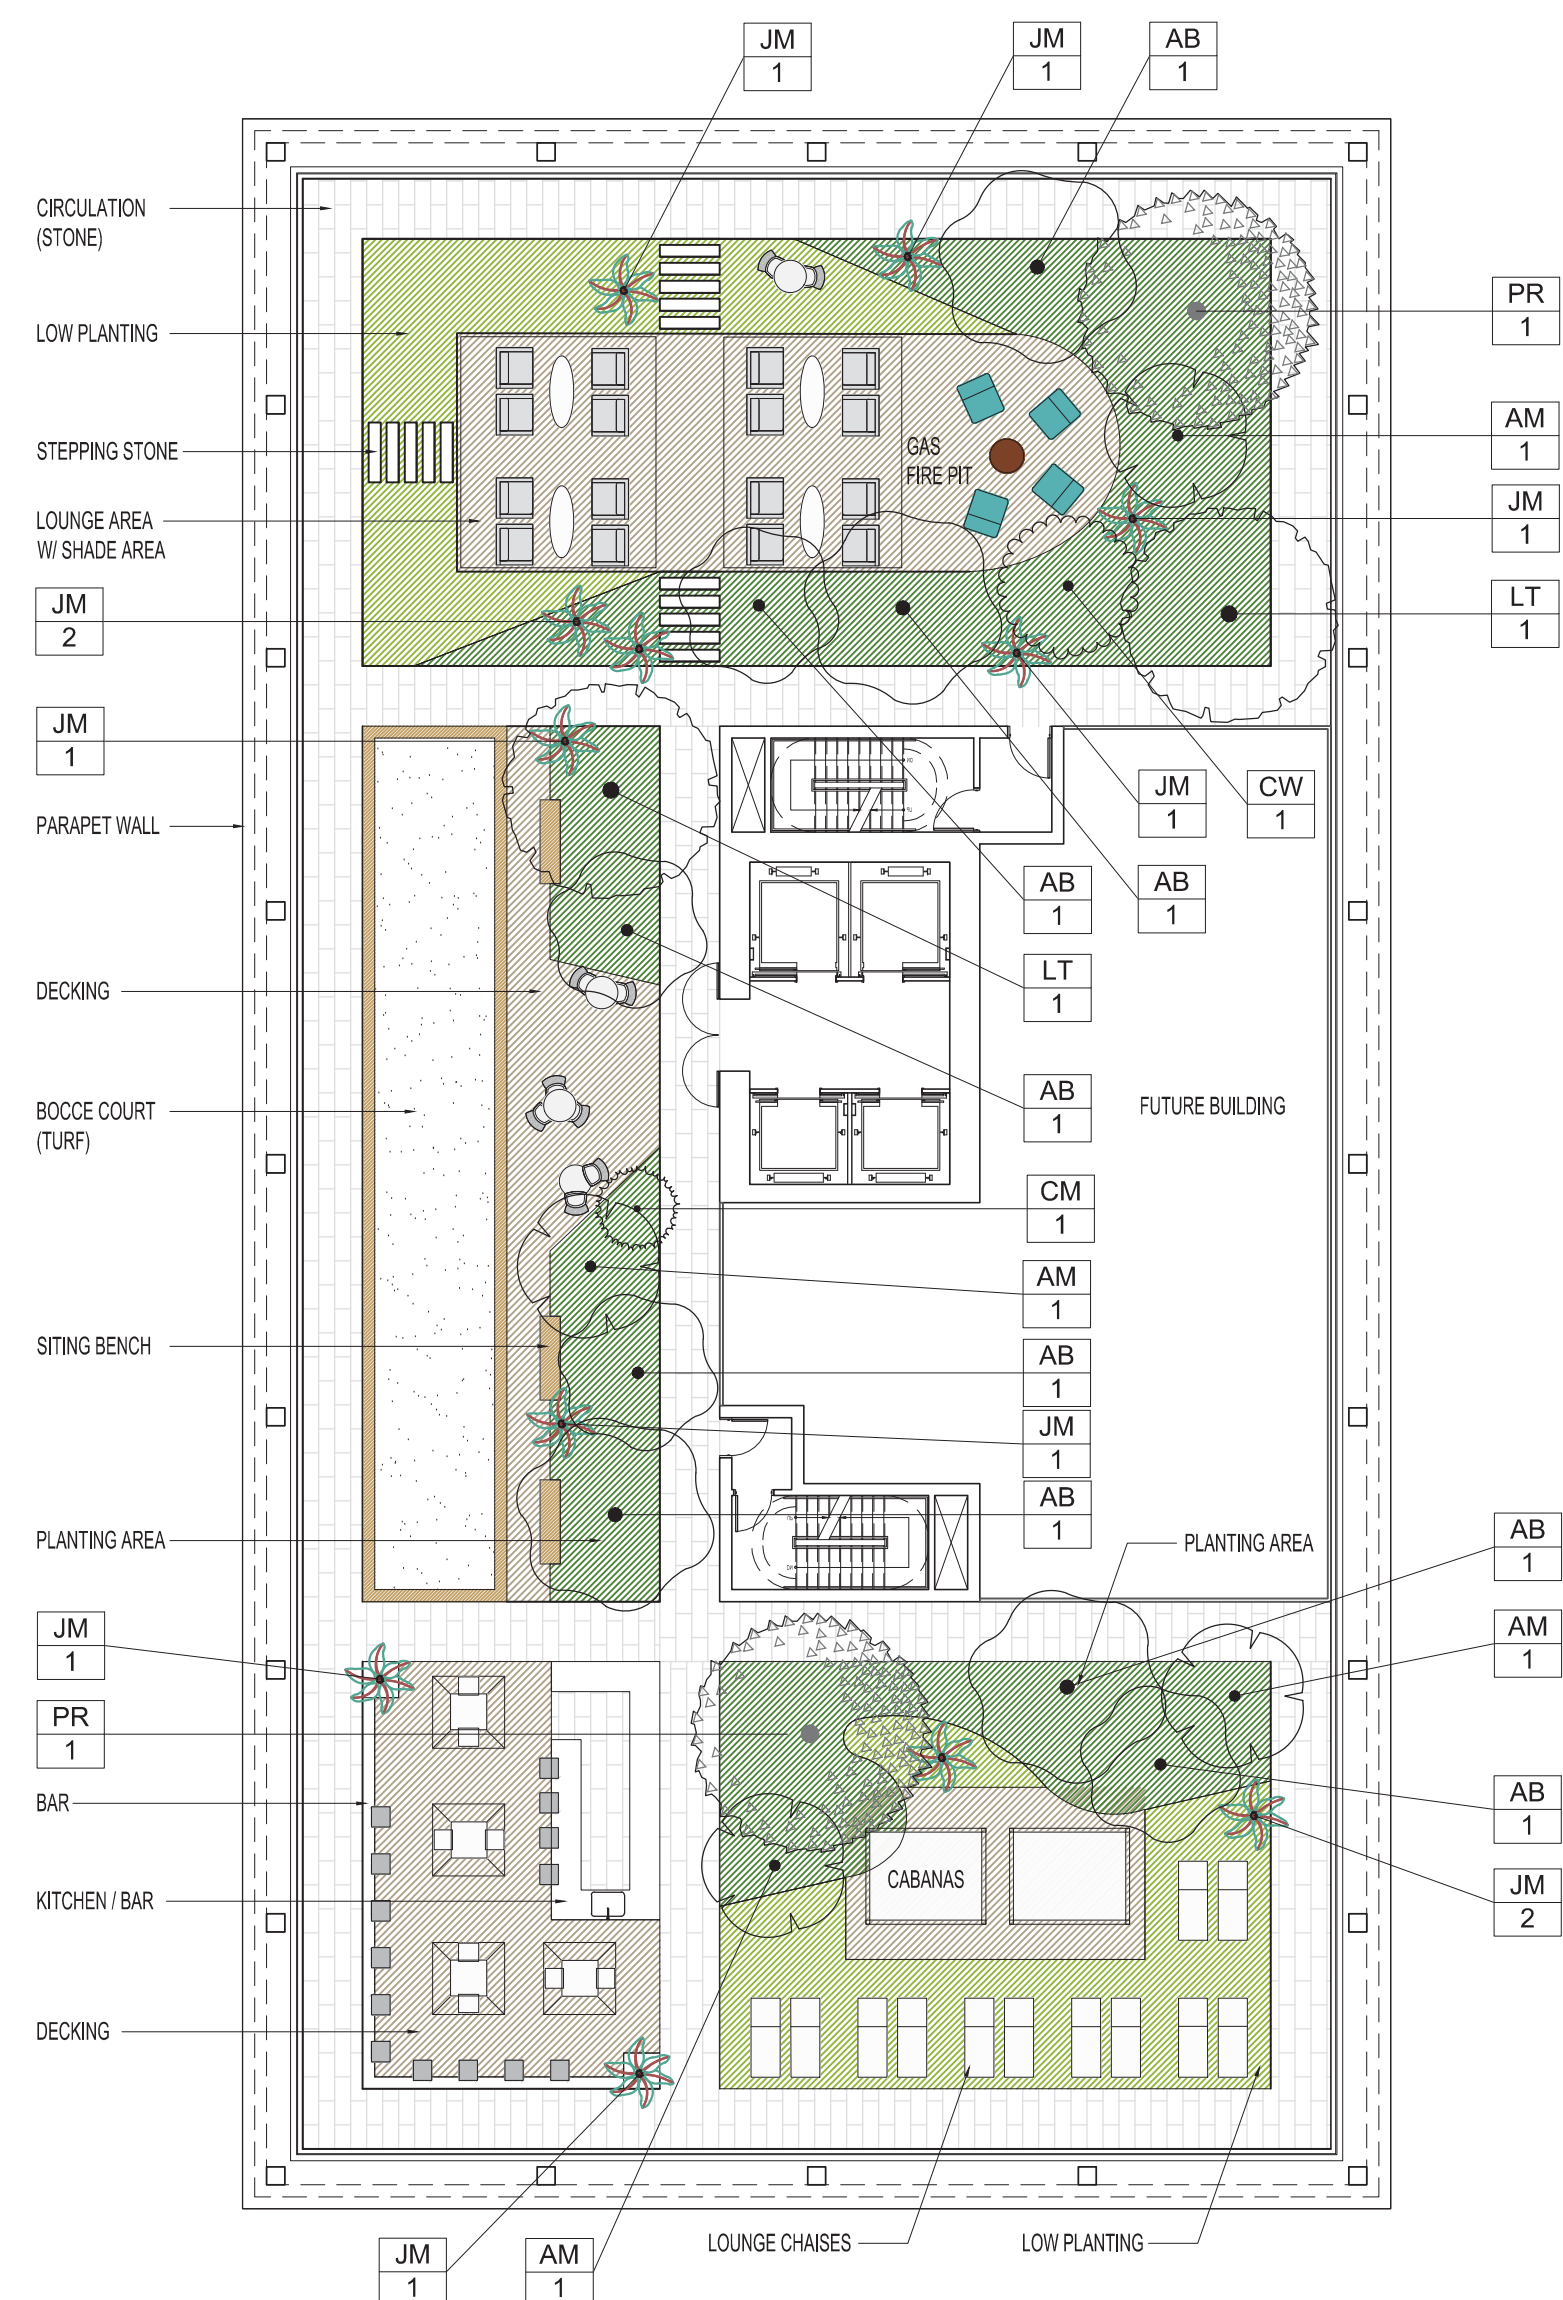 JM
1
JM
1
AB
1
CIRCULATION
(STONE)
PR
1
LOW PLANTING
AM
1
STEPPING STONE
GAS
FIRE PIT
JM
1
LOUNGE AREA
W/ SHADE AREA
LT
1
JM
2
JM
1
JM
1
CW
1
PARAPET WALL
AB
1
AB
1
LT
1
DECKING
AB
1
FUTURE BUILDING
BOCCE COURT
(TURF)
CM
1
AM
1
SITING BENCH
AB
1
JM
1
AB
1
PLANTING AREA
PLANTING AREA
AB
1
JM
1
AM
1
PR
1
BAR
AB
1
KITCHEN / BAR
CABANAS
JM
2
DECKING
LOUNGE CHAISES
LOW PLANTING
JM
1
AM
1